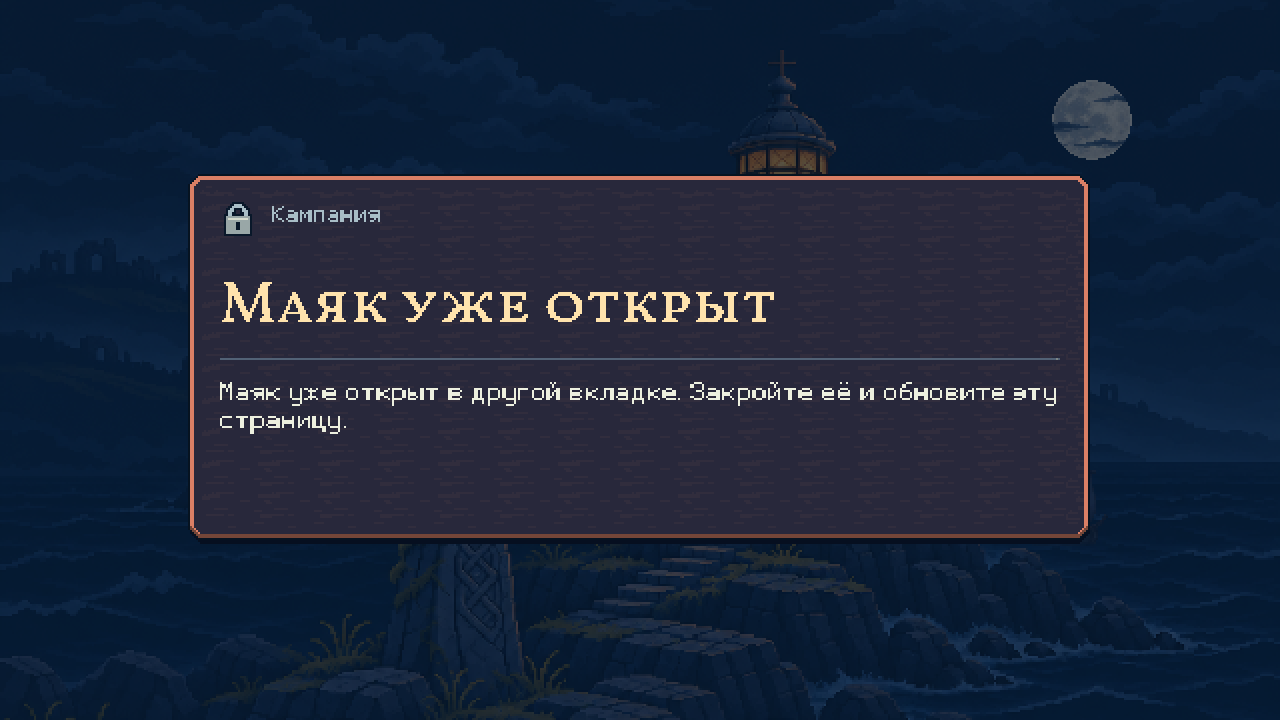 Кампания
Маяк уже открыт
Маяк уже открыт в другой вкладке. Закройте её и обновите эту
страницу.